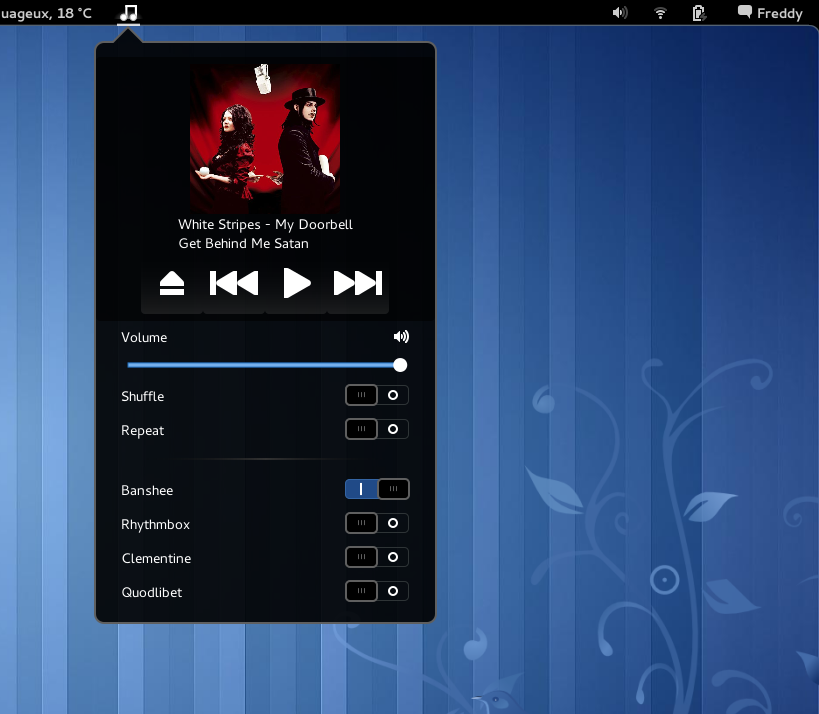 uageux, 18 °C
Freddy
White Stripes - My Doorbell
Get Behind Me Satan
Volume
Shuffle
Repeat
Banshee
Rhythmbox
Clementine
Quodlibet